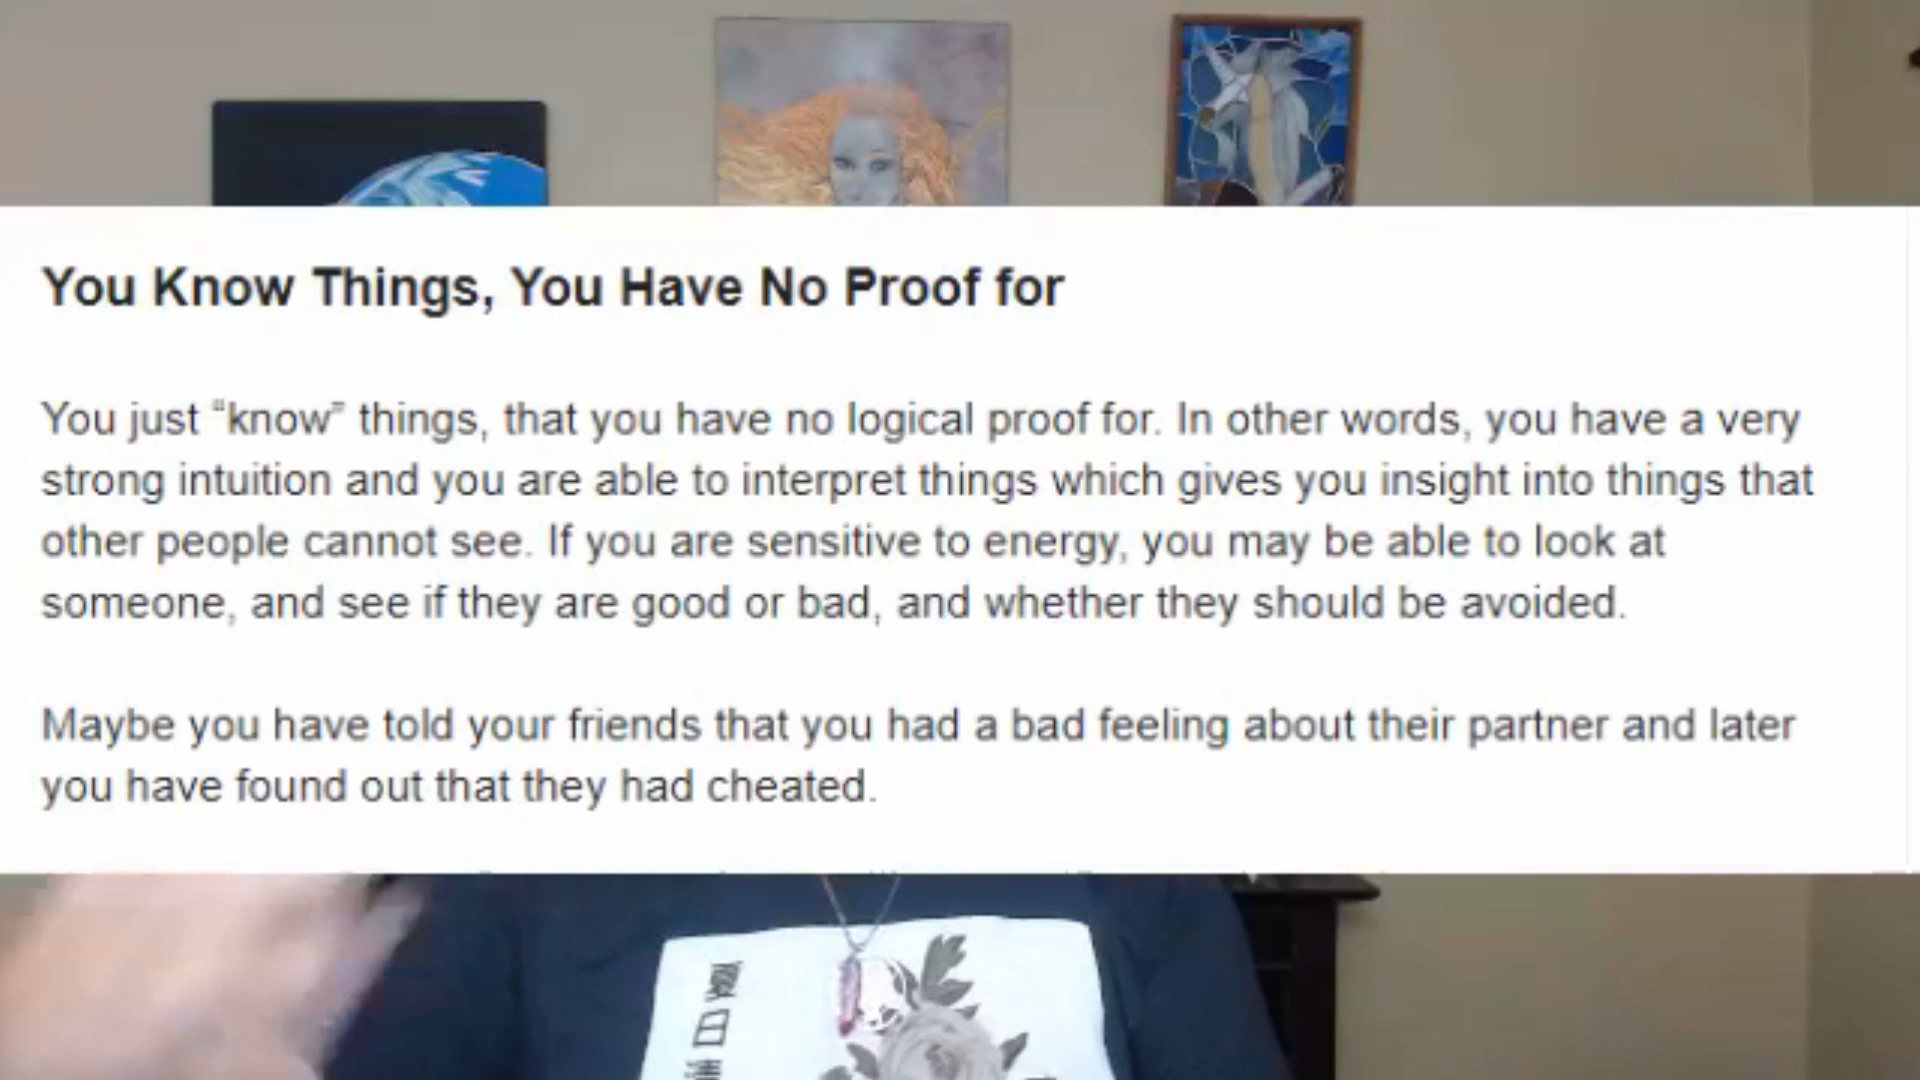 You Know Things, You Have No Proof for
You just “know” things, that you have no logical proof for. In other words, you have a very
strong intuition and you are able to interpret things which gives you insight into things that
other people cannot see. If you are sensitive to energy, you may be able to look at
someone, and see if they are good or bad, and whether they should be avoided.
Maybe you have told your friends that you had a bad feeling about their partner and later
you have found out that they had cheated.